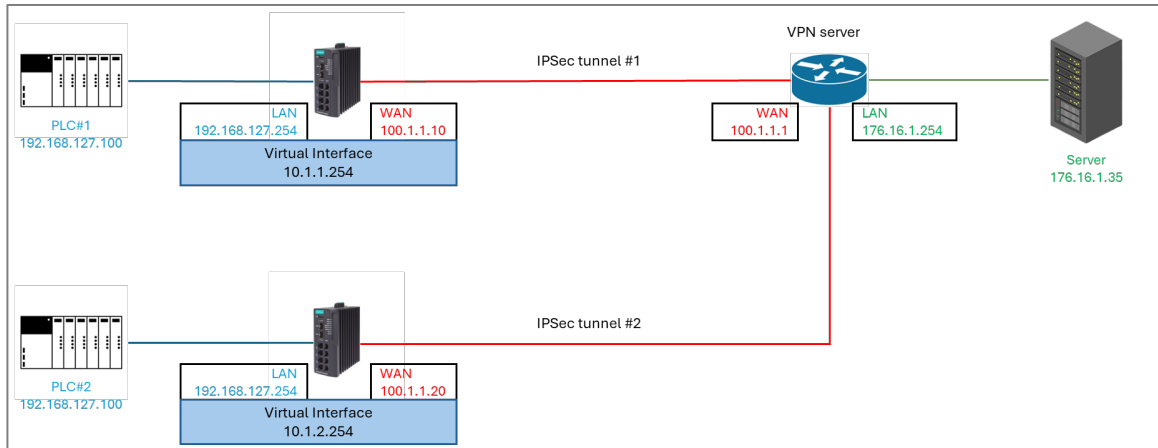 VPN server
IPSec tunnel #1
LAN
192.168.127.254
WAN
100.1.1.10
WAN
100.1.1.1
LAN
176.16.1.254
PLC#1
192.168.127.100
Virtual Interface
10.1.1.254
Server
176.16.1.35
IPSec tunnel #2
LAN
192.168.127.254
WAN
100.1.1.20
PLC#2
192.168.127.100
Virtual Interface
10.1.2.254